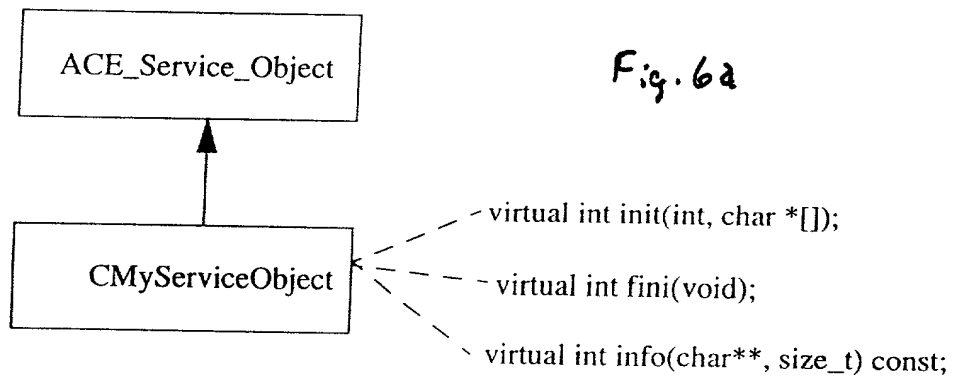 ACE_Service_Object
Fig. 6a
virtual int init(int, char *[]);
CMyServiceObject
virtual int fini(void);
virtual int info(char**, size_t) const;